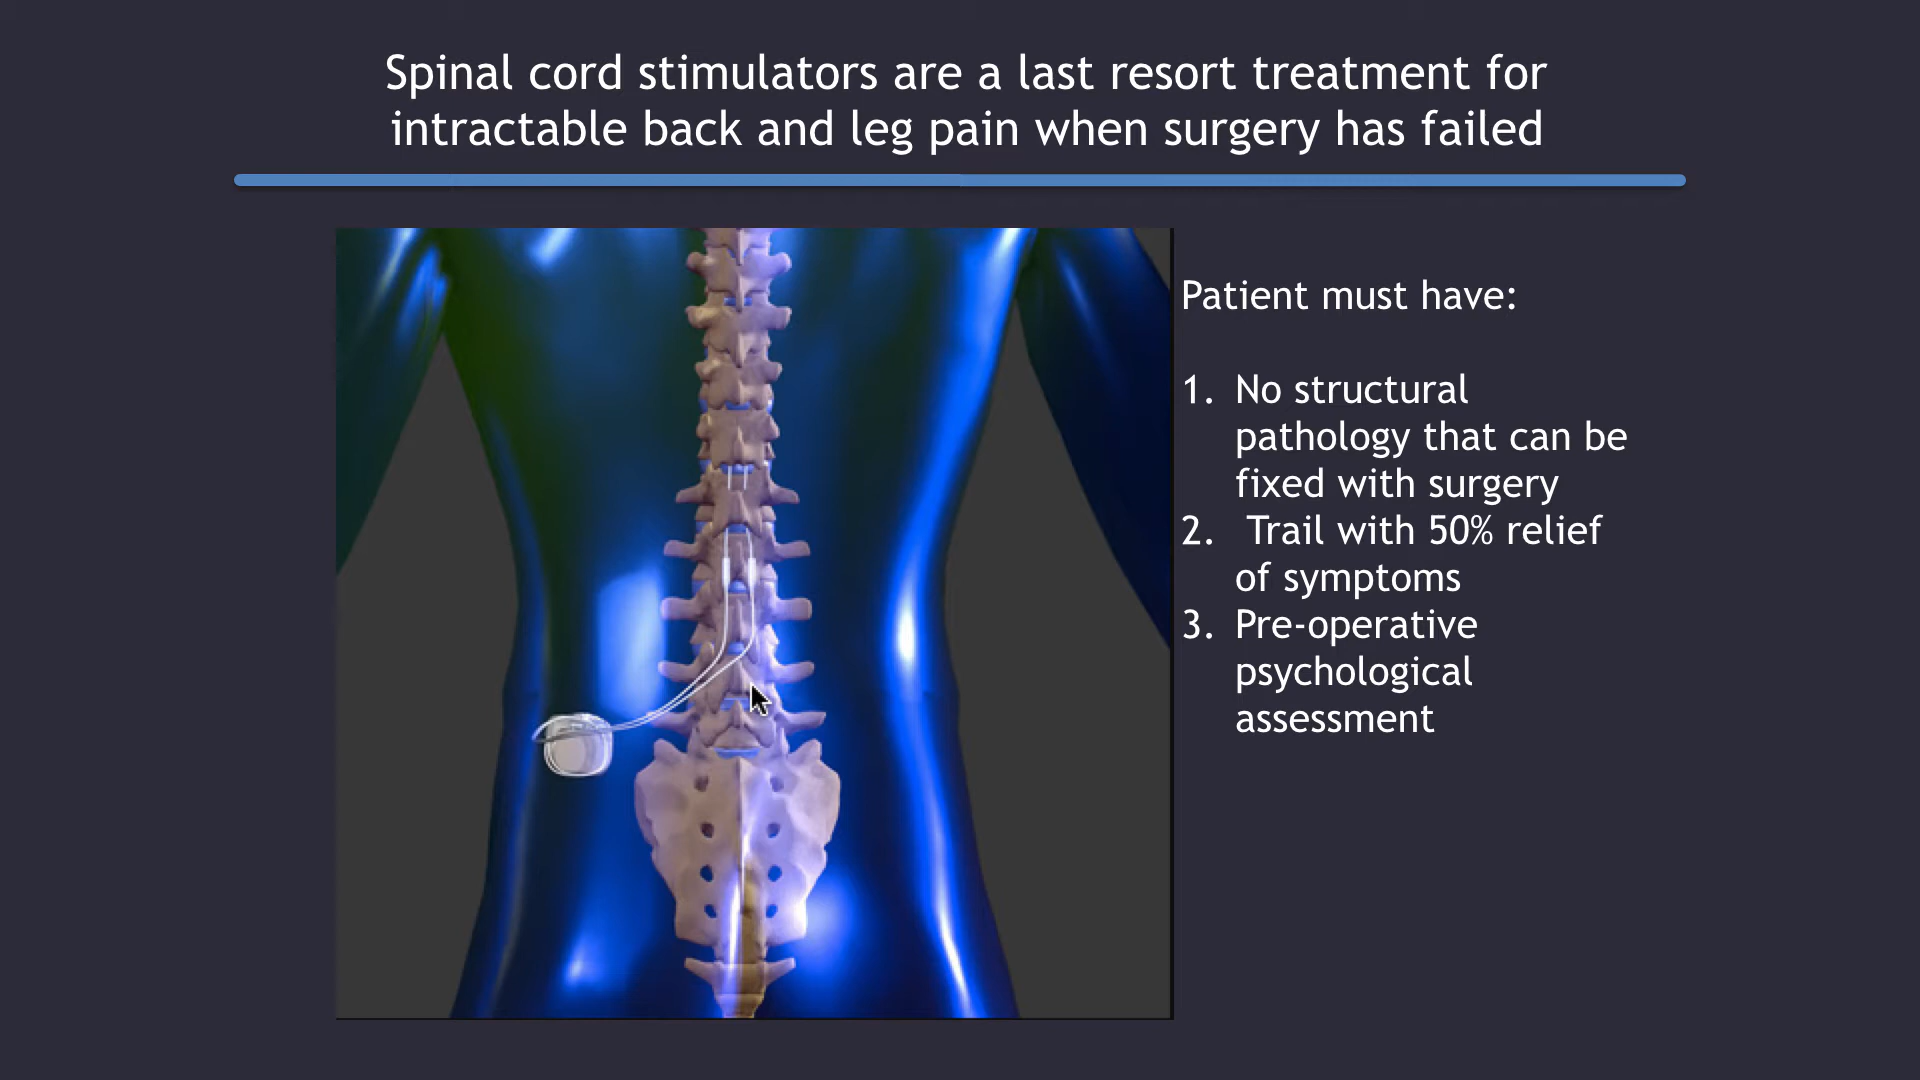 Spinal cord stimulators are a last resort treatment for
intractable back and leg pain when surgery has failed
Patient must have:
1. No structural
pathology that can be
fixed with surgery
2. Trail with 50% relief
of symptoms
3. Pre-operative
psychological
assessment